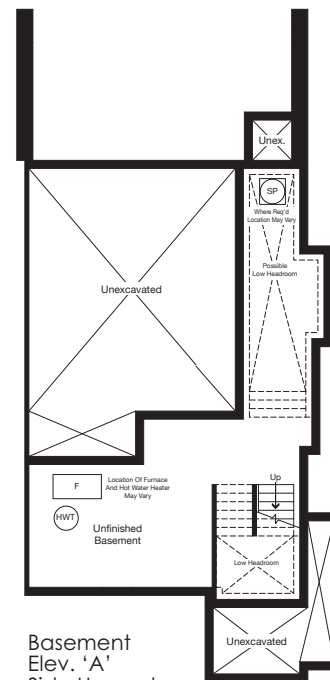 Unex.
SP
Where Req'd
Location May Vary
Possible
Low Headroom
Unexcavated
Up
F
Location Of Furnace
And Hot Water Heater
May Vary
HWT
Unfinished
Basement
Low Headroom
Unexcavated
Basement
Elev. ‘A’